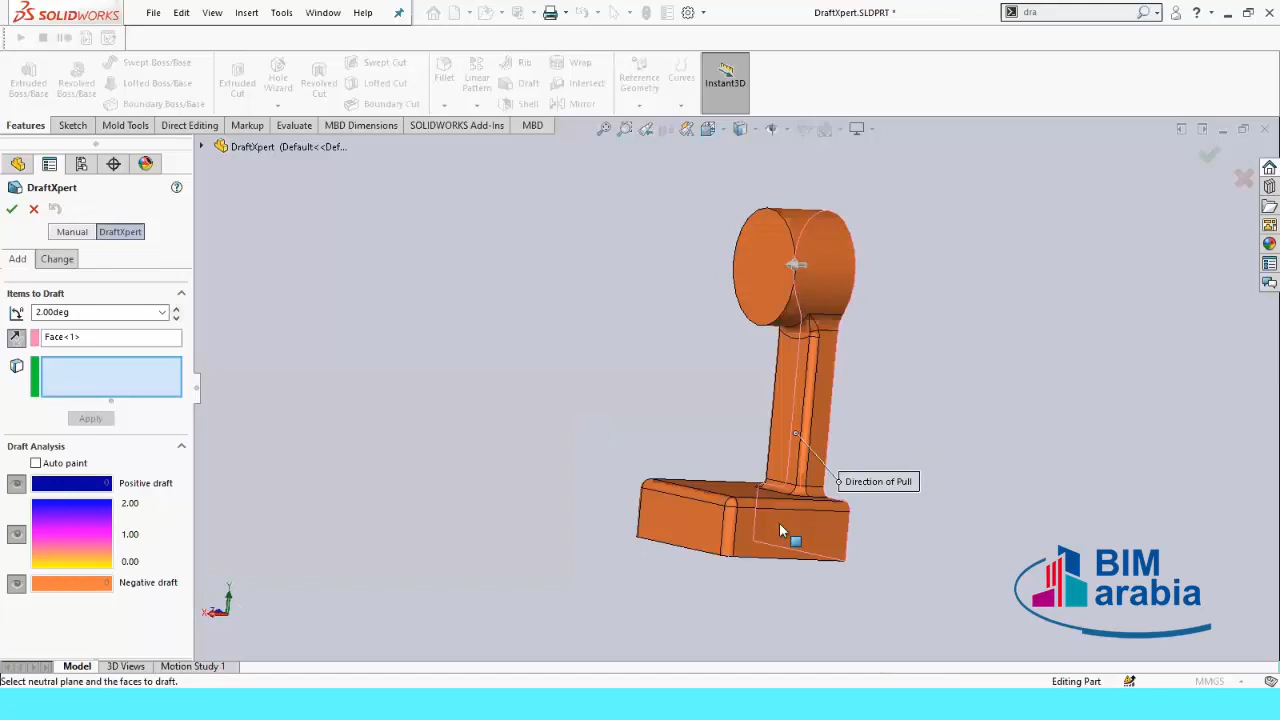 SOLIDWORKS
File Edit View Insert Tools Window Help
DraftXpert.SLDPRT *
dra
Extruded Boss/Base
Revolved Boss/Base
Swept Boss/Base
Lofted Boss/Base
Boundary Boss/Base
Extruded Cut
Hole Wizard
Revolved Cut
Swept Cut
Lofted Cut
Boundary Cut
Fillet
Linear Pattern
Rib
Draft
Shell
Wrap
Intersect
Mirror
Reference Geometry
Curves
Instant3D
Features Sketch Mold Tools Direct Editing Markup Evaluate MBD Dimensions SOLIDWORKS Add-Ins MBD
DraftXpert (Default<<Def...
DraftXpert
Manual DraftXpert
Add Change
Items to Draft
2.00deg
Face<1>
Apply
Draft Analysis
Auto paint
0 Positive draft
2.00
1.00
0.00
0 Negative draft
Direction of Pull
Y
X
Z
BIM
arabia
Model 3D Views Motion Study 1
Select neutral plane and the faces to draft.
Editing Part
MMGS